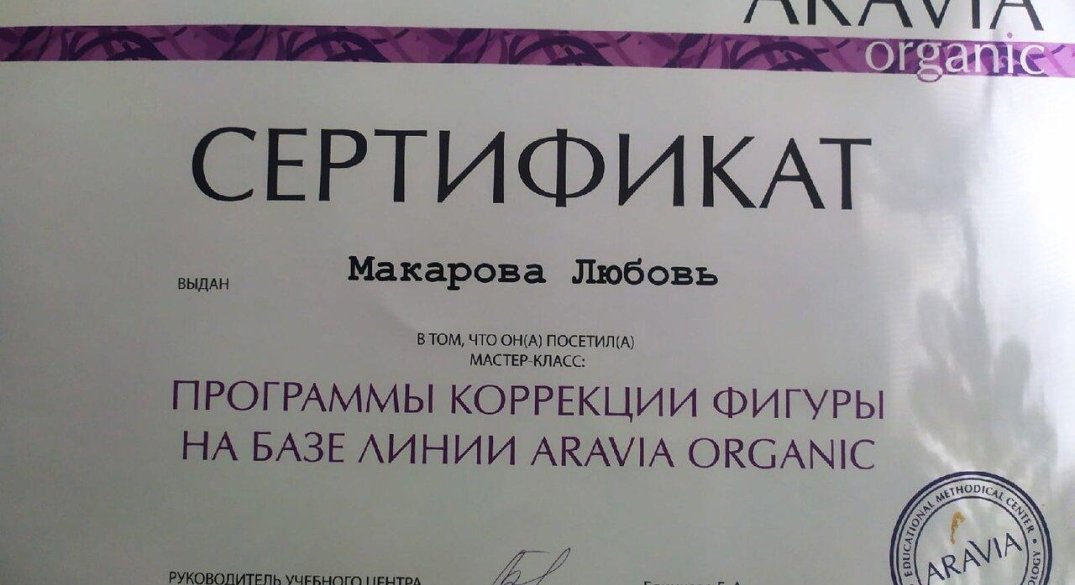 ARAVIA
organic
СЕРТИФИКАТ
ВЫДАН Макарова Любовь
В ТОМ, ЧТО ОН(А) ПОСЕТИЛ(А)
МАСТЕР-КЛАСС:
ПРОГРАММЫ КОРРЕКЦИИ ФИГУРЫ
НА БАЗЕ ЛИНИИ ARAVIA ORGANIC
EDUCATIONAL METHODICAL CENTER
ARAVIA
РУКОВОДИТЕЛЬ УЧЕБНОГО ЦЕНТРА